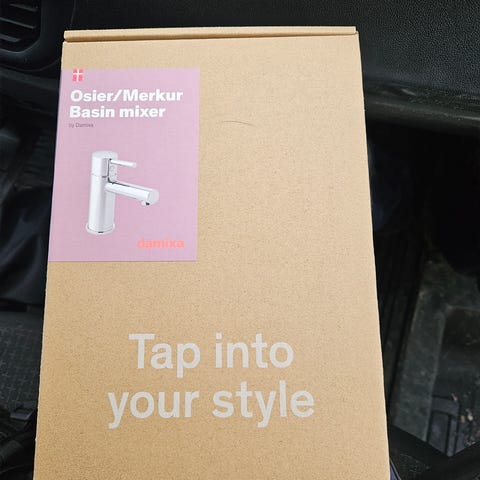 Osier/Merkur
Basin mixer
by Damixa
damixa
Tap into
your style